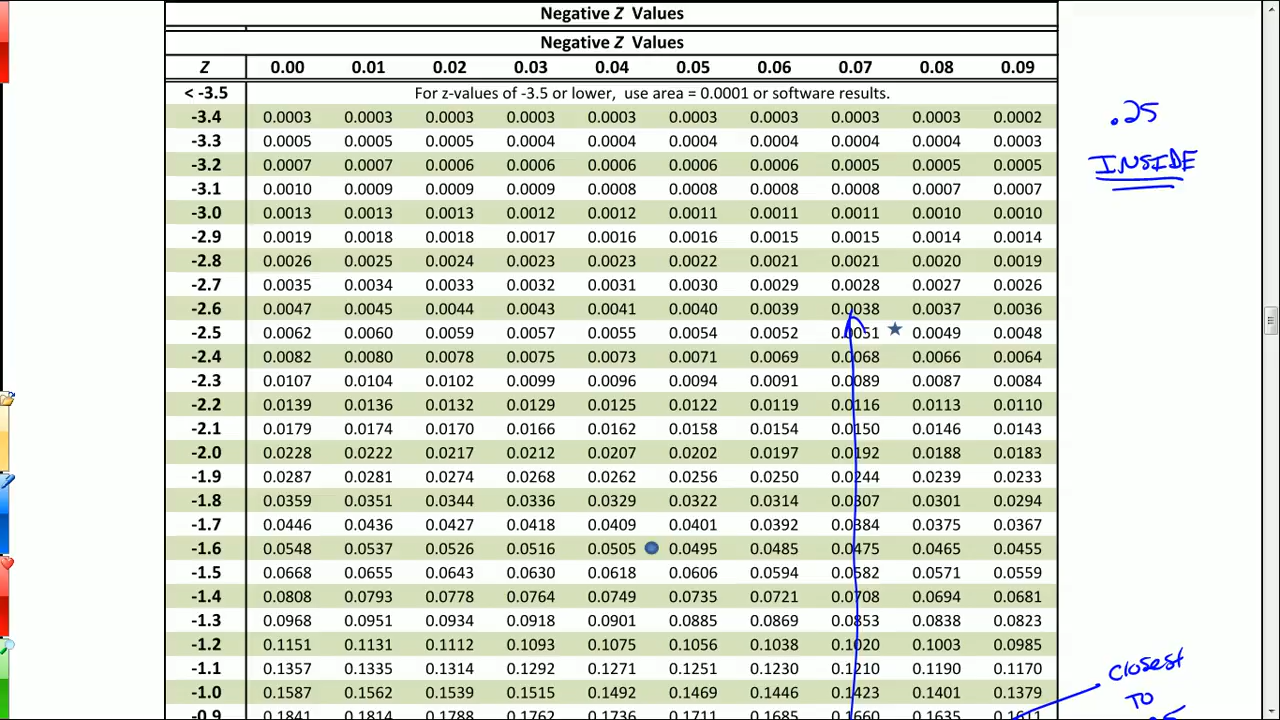 Negative Z Values
Negative Z Values
Z 0.00 0.01 0.02 0.03 0.04 0.05 0.06 0.07 0.08 0.09
< -3.5 For z-values of -3.5 or lower, use area = 0.0001 or software results.
-3.4 0.0003 0.0003 0.0003 0.0003 0.0003 0.0003 0.0003 0.0003 0.0003 0.0002
-3.3 0.0005 0.0005 0.0005 0.0004 0.0004 0.0004 0.0004 0.0004 0.0004 0.0003
-3.2 0.0007 0.0007 0.0006 0.0006 0.0006 0.0006 0.0006 0.0005 0.0005 0.0005
-3.1 0.0010 0.0009 0.0009 0.0009 0.0008 0.0008 0.0008 0.0008 0.0007 0.0007
-3.0 0.0013 0.0013 0.0013 0.0012 0.0012 0.0011 0.0011 0.0011 0.0010 0.0010
-2.9 0.0019 0.0018 0.0018 0.0017 0.0016 0.0016 0.0015 0.0015 0.0014 0.0014
-2.8 0.0026 0.0025 0.0024 0.0023 0.0023 0.0022 0.0021 0.0021 0.0020 0.0019
-2.7 0.0035 0.0034 0.0033 0.0032 0.0031 0.0030 0.0029 0.0028 0.0027 0.0026
-2.6 0.0047 0.0045 0.0044 0.0043 0.0041 0.0040 0.0039 0.0038 0.0037 0.0036
-2.5 0.0062 0.0060 0.0059 0.0057 0.0055 0.0054 0.0052 0.0051 0.0049 0.0048
-2.4 0.0082 0.0080 0.0078 0.0075 0.0073 0.0071 0.0069 0.0068 0.0066 0.0064
-2.3 0.0107 0.0104 0.0102 0.0099 0.0096 0.0094 0.0091 0.0089 0.0087 0.0084
-2.2 0.0139 0.0136 0.0132 0.0129 0.0125 0.0122 0.0119 0.0116 0.0113 0.0110
-2.1 0.0179 0.0174 0.0170 0.0166 0.0162 0.0158 0.0154 0.0150 0.0146 0.0143
-2.0 0.0228 0.0222 0.0217 0.0212 0.0207 0.0202 0.0197 0.0192 0.0188 0.0183
-1.9 0.0287 0.0281 0.0274 0.0268 0.0262 0.0256 0.0250 0.0244 0.0239 0.0233
-1.8 0.0359 0.0351 0.0344 0.0336 0.0329 0.0322 0.0314 0.0307 0.0301 0.0294
-1.7 0.0446 0.0436 0.0427 0.0418 0.0409 0.0401 0.0392 0.0384 0.0375 0.0367
-1.6 0.0548 0.0537 0.0526 0.0516 0.0505 0.0495 0.0485 0.0475 0.0465 0.0455
-1.5 0.0668 0.0655 0.0643 0.0630 0.0618 0.0606 0.0594 0.0582 0.0571 0.0559
-1.4 0.0808 0.0793 0.0778 0.0764 0.0749 0.0735 0.0721 0.0708 0.0694 0.0681
-1.3 0.0968 0.0951 0.0934 0.0918 0.0901 0.0885 0.0869 0.0853 0.0838 0.0823
-1.2 0.1151 0.1131 0.1112 0.1093 0.1075 0.1056 0.1038 0.1020 0.1003 0.0985
-1.1 0.1357 0.1335 0.1314 0.1292 0.1271 0.1251 0.1230 0.1210 0.1190 0.1170
-1.0 0.1587 0.1562 0.1539 0.1515 0.1492 0.1469 0.1446 0.1423 0.1401 0.1379
-0.9 0.1841 0.1814 0.1788 0.1762 0.1736 0.1711 0.1685 0.1660 0.1635 0.1611
.25
INSIDE
Closest
TO